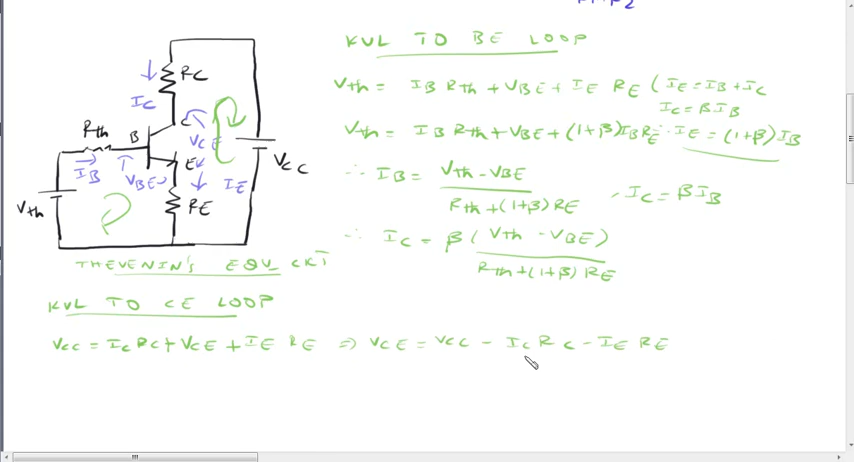 KVL TO BE LOOP
Vth = IB Rth + VBE + IE RE (IE = IB + IC
IC = βIB
Vth = IB Rth + VBE + (1+β)IB RE ∵ IE = (1+β)IB
∴ IB = Vth - VBE
Rth + (1+β) RE
, IC = βIB
∴ IC = β (Vth - VBE)
Rth + (1+β) RE
RC
IC
Rth
B
C
VCE
E
IB
VBE
IE
VCC
Vth
RE
THEVENIN'S EQU CKT
KVL TO CE LOOP
VCC = IC RC + VCE + IE RE ⇒ VCE = VCC - IC RC - IE RE